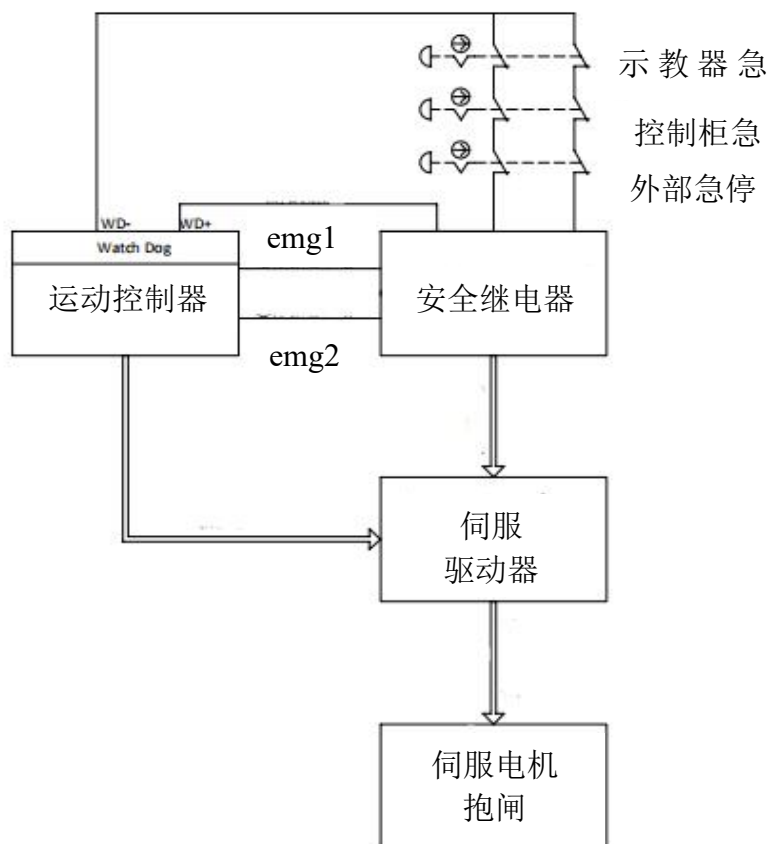 示教器急
控制柜急
外部急停
WD-
WD+
Watch Dog
emg1
运动控制器
安全继电器
emg2
伺服
驱动器
伺服电机
抱闸